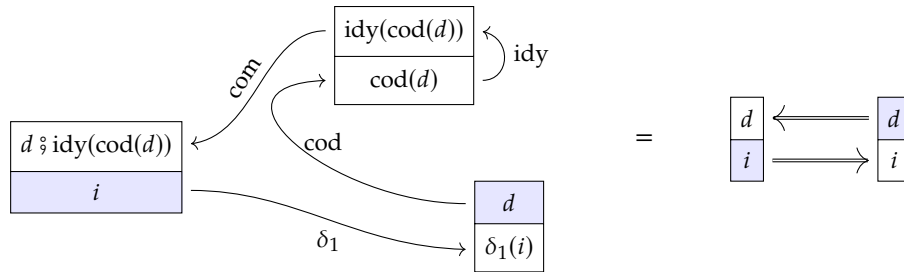 idy(cod(d))
idy
com
cod(d)
cod
d ⨟ idy(cod(d))
i
δ₁
d
δ₁(i)
=
d
d
i
i